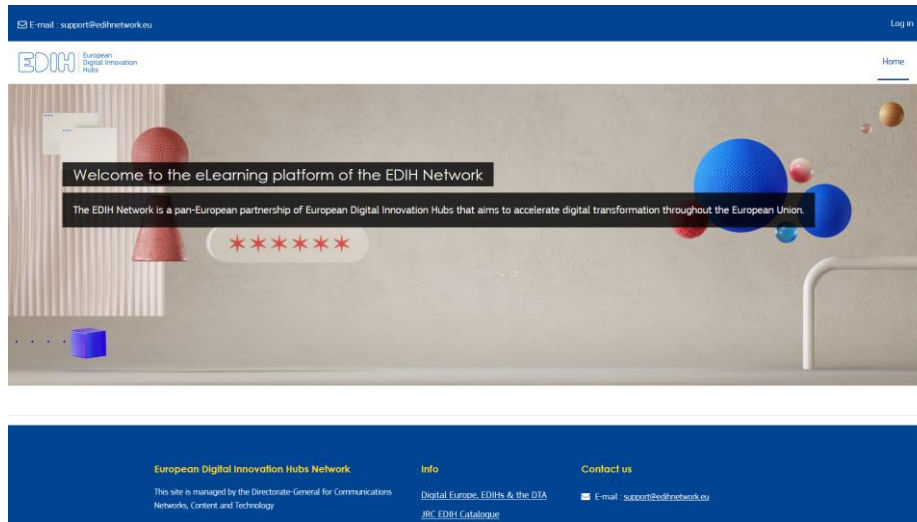 E-mail : support@edihnetwork.eu
Log in
EDIH
European
Digital Innovation
Hubs
Home
Welcome to the eLearning platform of the EDIH Network
The EDIH Network is a pan-European partnership of European Digital Innovation Hubs that aims to accelerate digital transformation throughout the European Union.
******
European Digital Innovation Hubs Network
This site is managed by the Directorate-General for Communications
Networks, Content and Technology
Info
Digital Europe, EDIHs & the DTA
JRC EDIH Catalogue
Contact us
E-mail : support@edihnetwork.eu